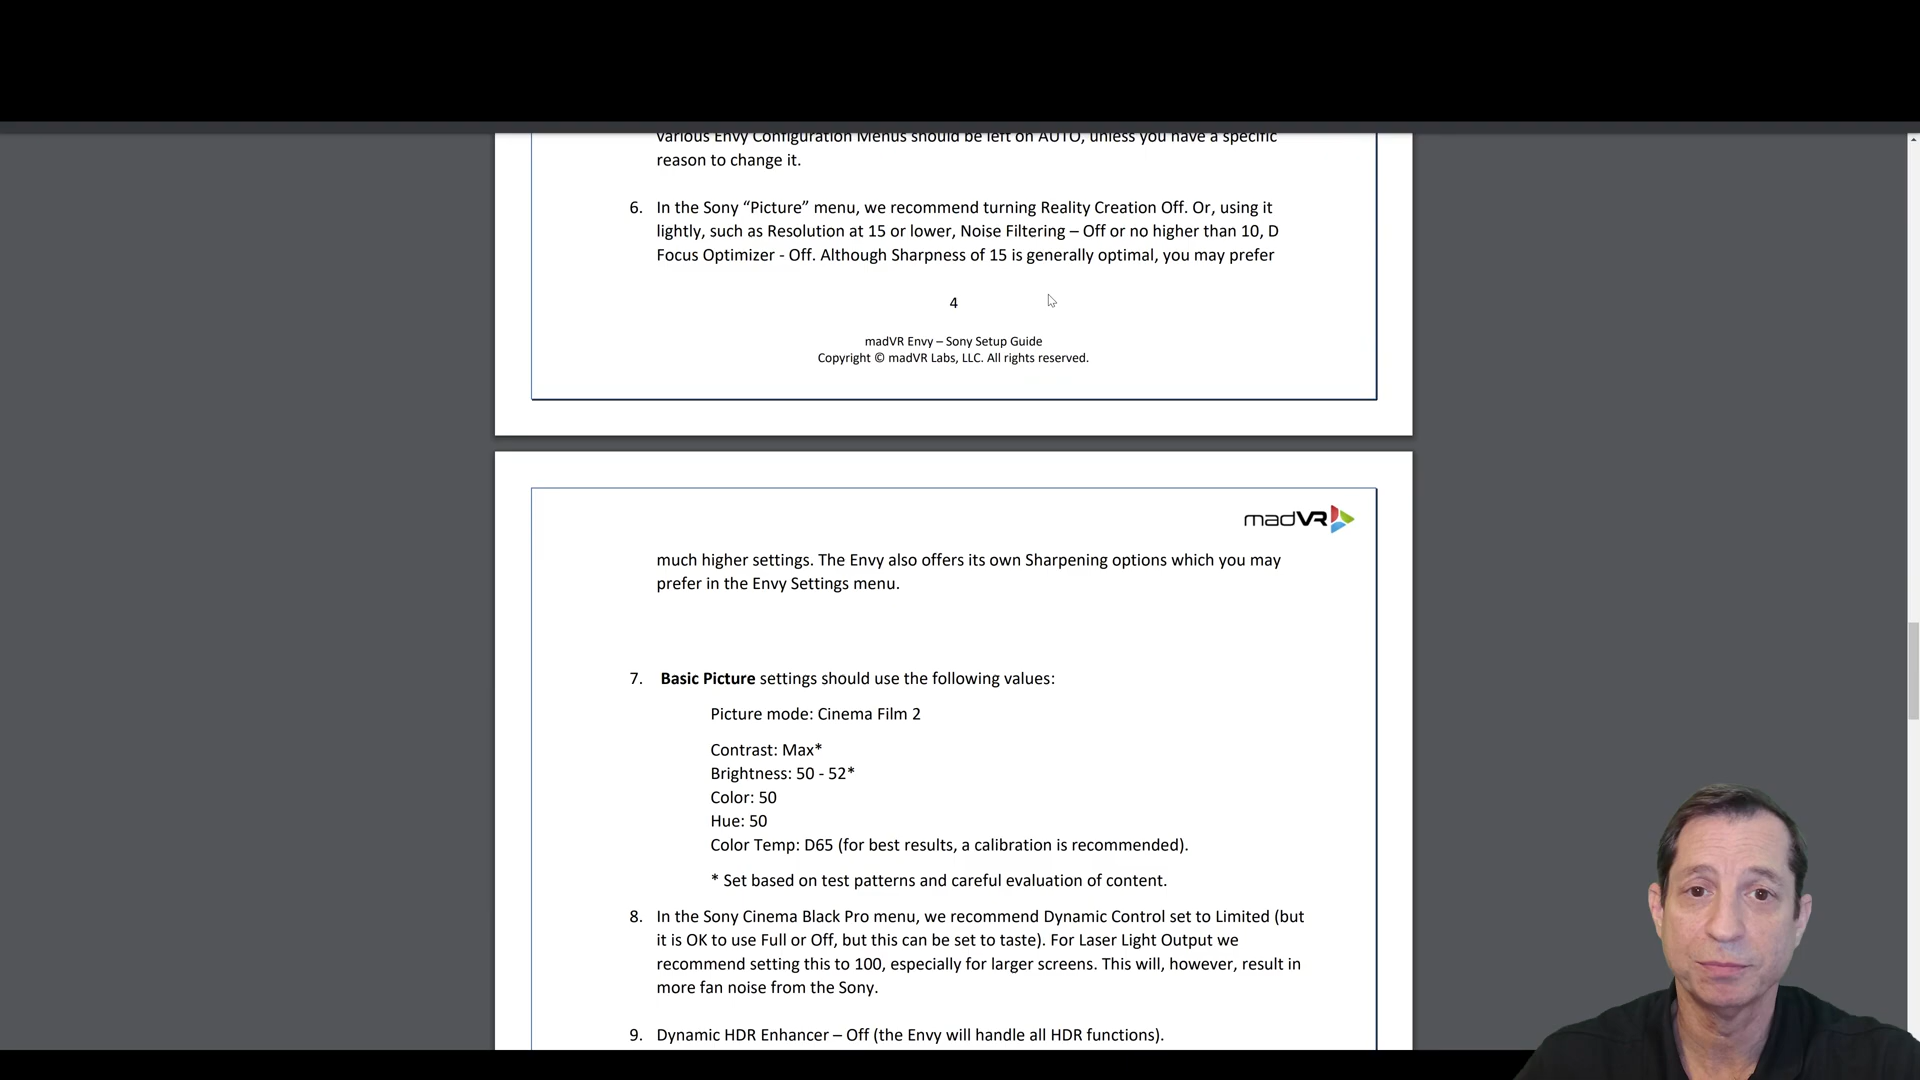 various Envy Configuration Menus should be left on AUTO, unless you have a specific
reason to change it.
6. In the Sony “Picture” menu, we recommend turning Reality Creation Off. Or, using it
lightly, such as Resolution at 15 or lower, Noise Filtering – Off or no higher than 10, D
Focus Optimizer - Off. Although Sharpness of 15 is generally optimal, you may prefer
4
madVR Envy – Sony Setup Guide
Copyright © madVR Labs, LLC. All rights reserved.
madVR
much higher settings. The Envy also offers its own Sharpening options which you may
prefer in the Envy Settings menu.
7. Basic Picture settings should use the following values:
Picture mode: Cinema Film 2
Contrast: Max*
Brightness: 50 - 52*
Color: 50
Hue: 50
Color Temp: D65 (for best results, a calibration is recommended).
* Set based on test patterns and careful evaluation of content.
8. In the Sony Cinema Black Pro menu, we recommend Dynamic Control set to Limited (but
it is OK to use Full or Off, but this can be set to taste). For Laser Light Output we
recommend setting this to 100, especially for larger screens. This will, however, result in
more fan noise from the Sony.
9. Dynamic HDR Enhancer – Off (the Envy will handle all HDR functions).